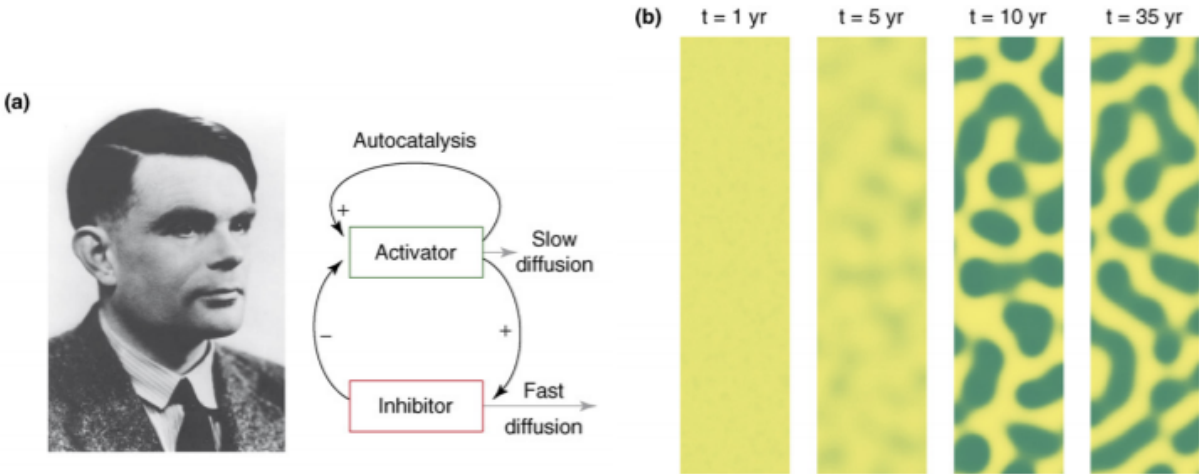 (a)
Autocatalysis
+
Activator
Slow
diffusion
–
+
Inhibitor
Fast
diffusion
(b)
t = 1 yr
t = 5 yr
t = 10 yr
t = 35 yr